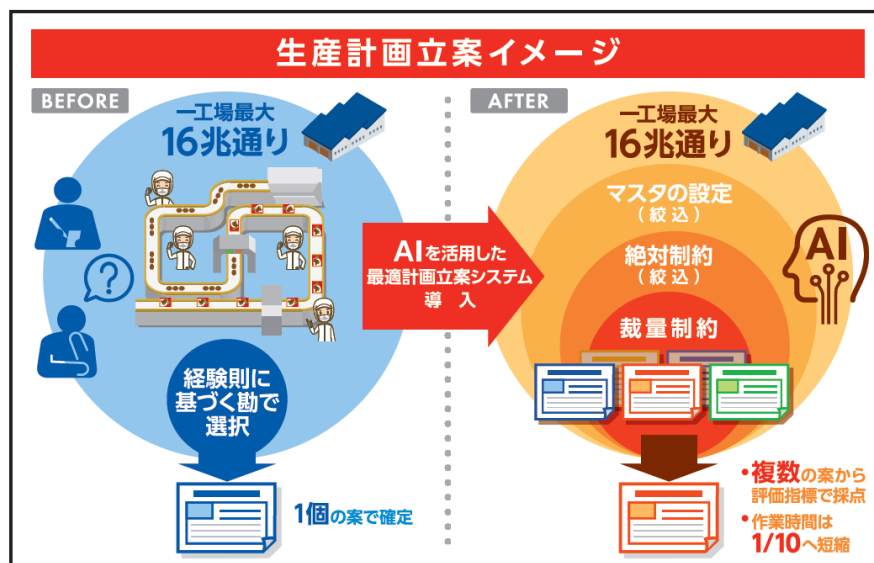 生産計画立案イメージ
BEFORE
一工場最大
16兆通り
?
経験則に
基づく勘で
選択
1個の案で確定
AIを活用した
最適計画立案システム
導 入
AFTER
一工場最大
16兆通り
マスタの設定
(絞込)
絶対制約
(絞込)
裁量制約
AI
・複数の案から
評価指標で採点
・作業時間は
1/10へ短縮